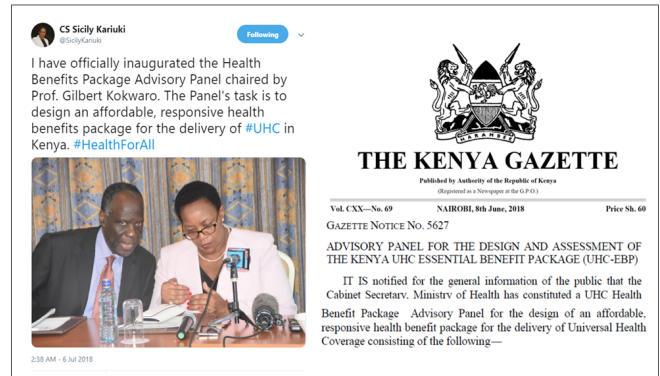 CS Sicily Kariuki
@SicilyKariuki
Following
I have officially inaugurated the Health
Benefits Package Advisory Panel chaired by
Prof. Gilbert Kokwaro. The Panel's task is to
design an affordable, responsive health
benefits package for the delivery of #UHC in
Kenya. #HealthForAll
2:38 AM - 6 Jul 2018
HARAMBEE
THE KENYA GAZETTE
Published by Authority of the Republic of Kenya
(Registered as a Newspaper at the G.P.O.)
Vol. CXX—No. 69 NAIROBI, 8th June, 2018 Price Sh. 60
GAZETTE NOTICE NO. 5627
ADVISORY PANEL FOR THE DESIGN AND ASSESSMENT OF
THE KENYA UHC ESSENTIAL BENEFIT PACKAGE (UHC-EBP)
IT IS notified for the general information of the public that the
Cabinet Secretary, Ministry of Health has constituted a UHC Health
Benefit Package Advisory Panel for the design of an affordable,
responsive health benefit package for the delivery of Universal Health
Coverage consisting of the following—